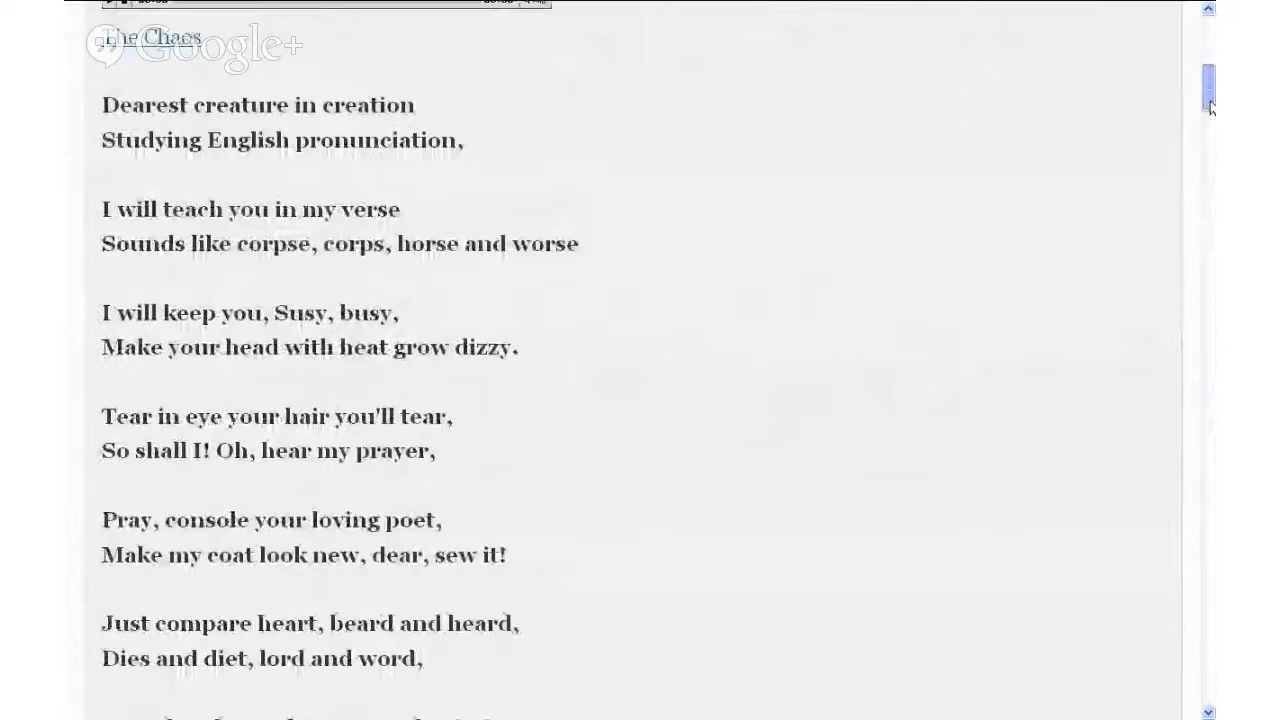 The Chaos
Google+
Dearest creature in creation
Studying English pronunciation,
I will teach you in my verse
Sounds like corpse, corps, horse and worse
I will keep you, Susy, busy,
Make your head with heat grow dizzy.
Tear in eye your hair you'll tear,
So shall I! Oh, hear my prayer,
Pray, console your loving poet,
Make my coat look new, dear, sew it!
Just compare heart, beard and heard,
Dies and diet, lord and word,